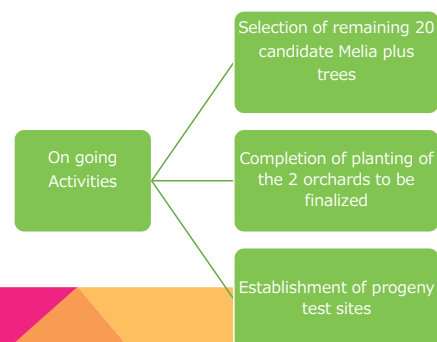 On going
Activities
Selection of remaining 20
candidate Melia plus
trees
Completion of planting of
the 2 orchards to be
finalized
Establishment of progeny
test sites